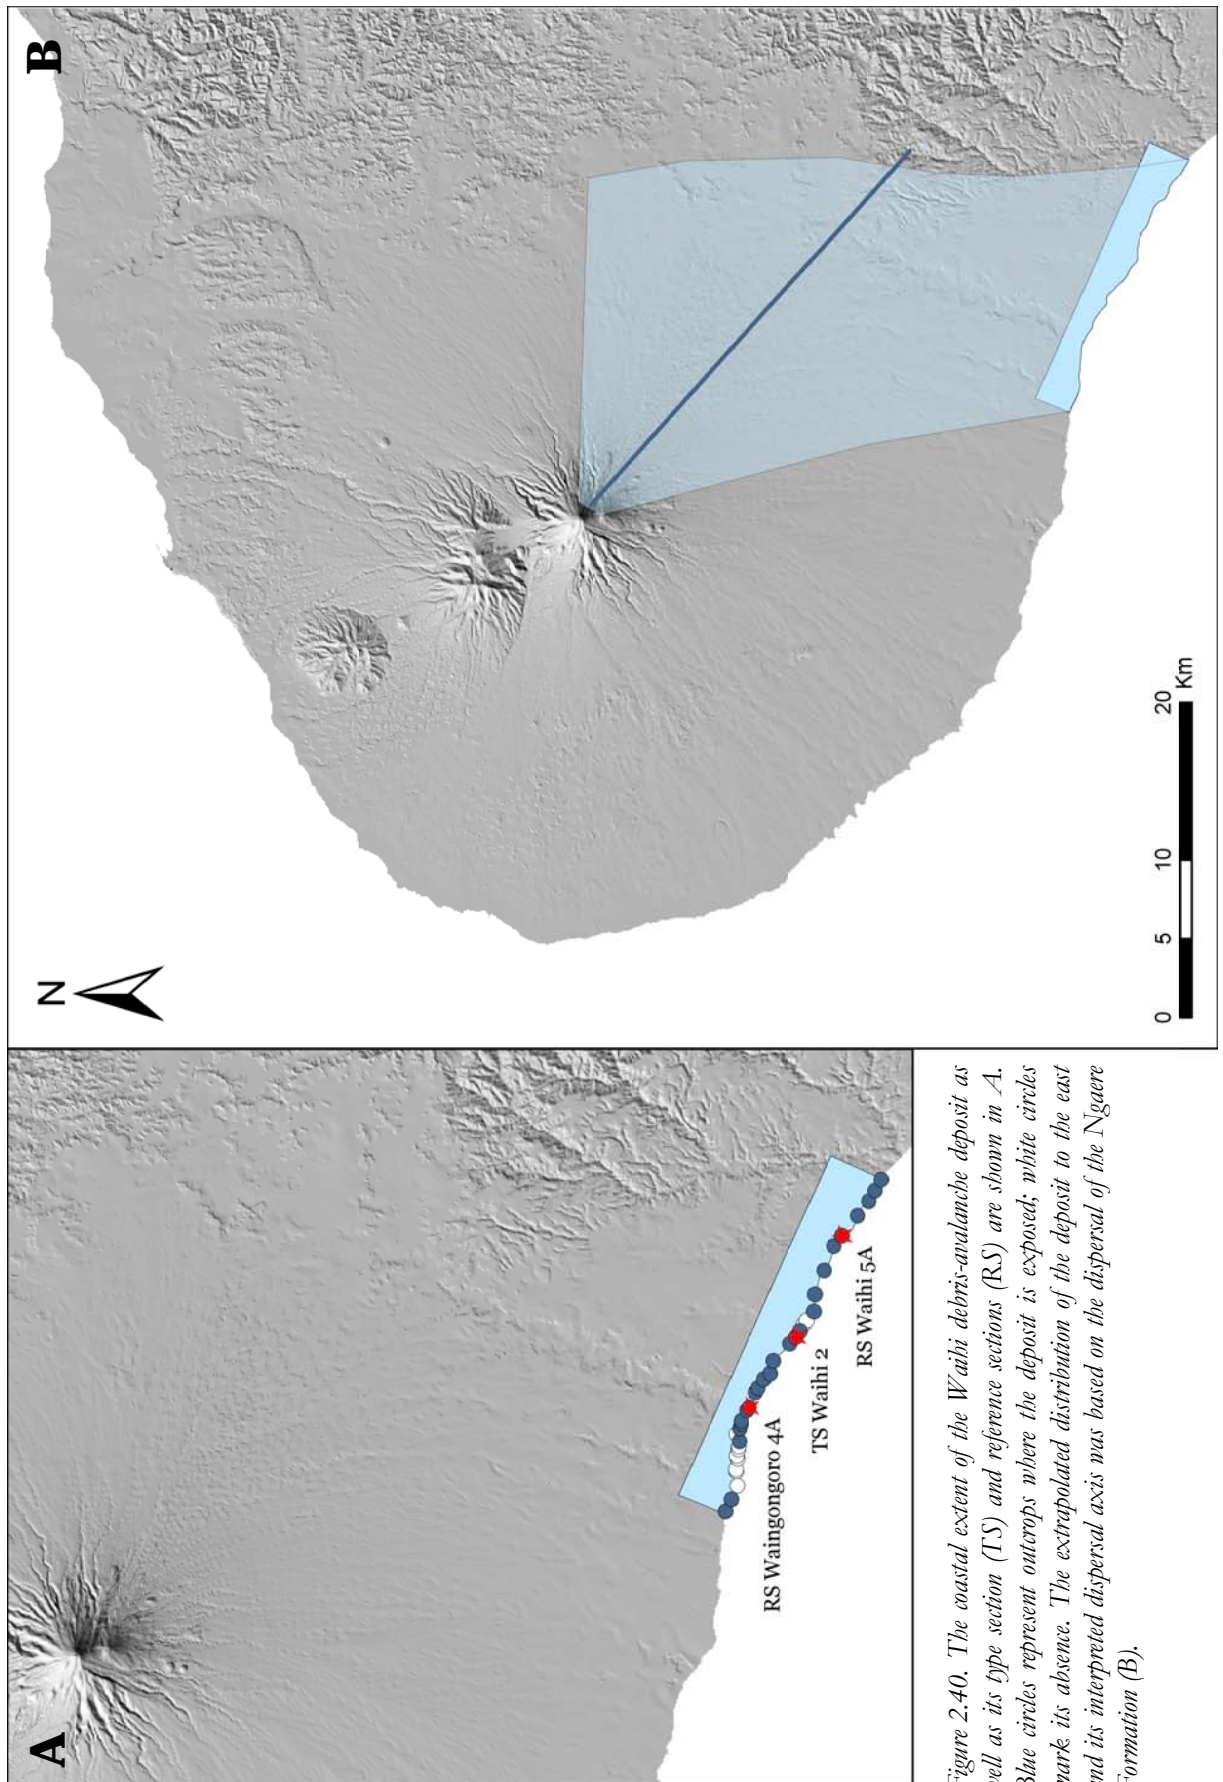 A
RS Waingongoro 4A
TS Waihi 2
RS Waihi 5A
B
N
0 5 10 20
Km
Figure 2.40. The coastal extent of the Waihi debris-avalanche deposit as
well as its type section (TS) and reference sections (RS) are shown in A.
Blue circles represent outcrops where the deposit is exposed; white circles
mark its absence. The extrapolated distribution of the deposit to the east
and its interpreted dispersal axis was based on the dispersal of the Ngaere
Formation (B).